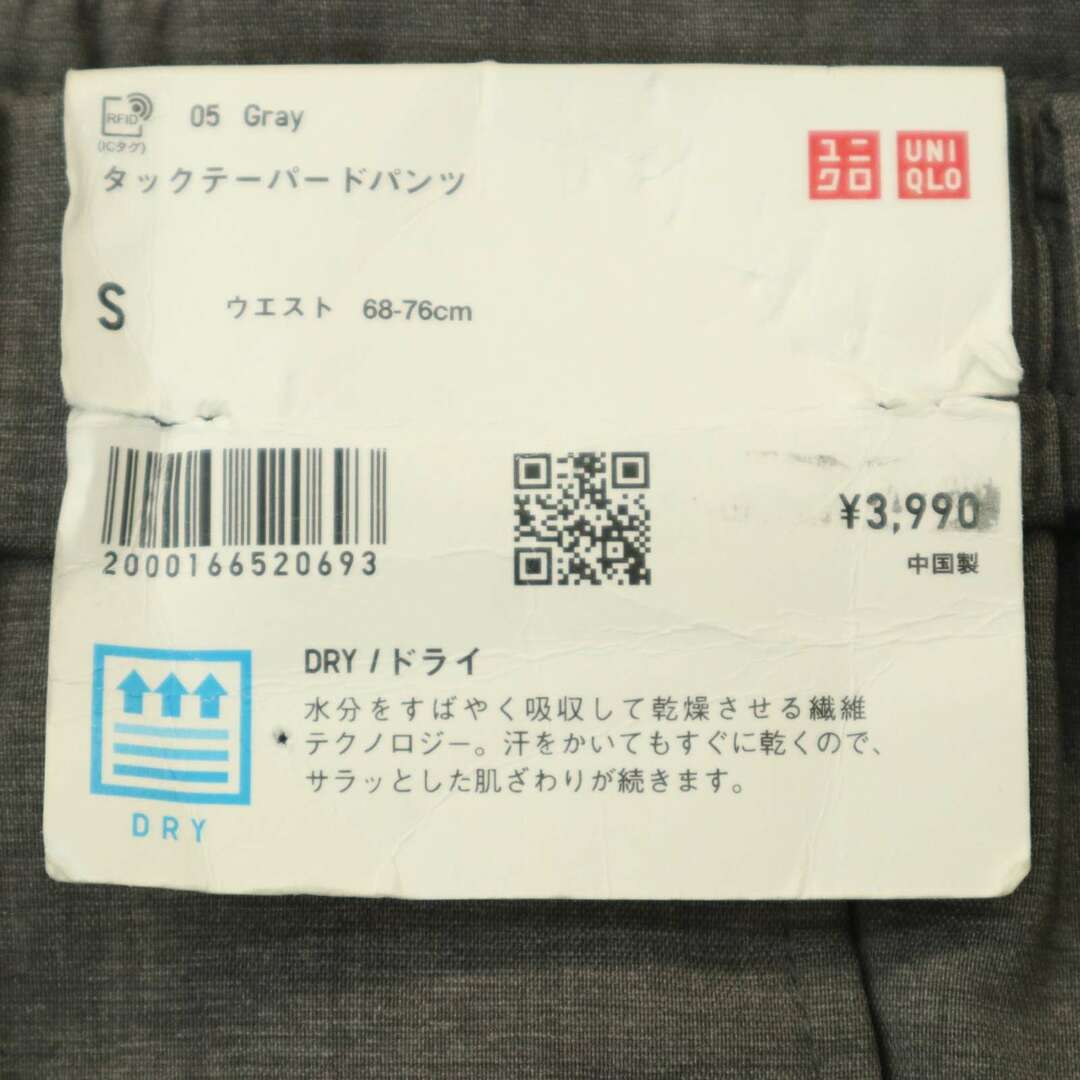 RFID
(ICタグ)
05 Gray
タックテーパードパンツ
ユニ
クロ
UNI
QLO
S ウエスト 68-76cm
2000166520693
¥3,990
中国製
DRY
DRY / ドライ
水分をすばやく吸収して乾燥させる繊維
テクノロジー。汗をかいてもすぐに乾くので、
サラッとした肌ざわりが続きます。